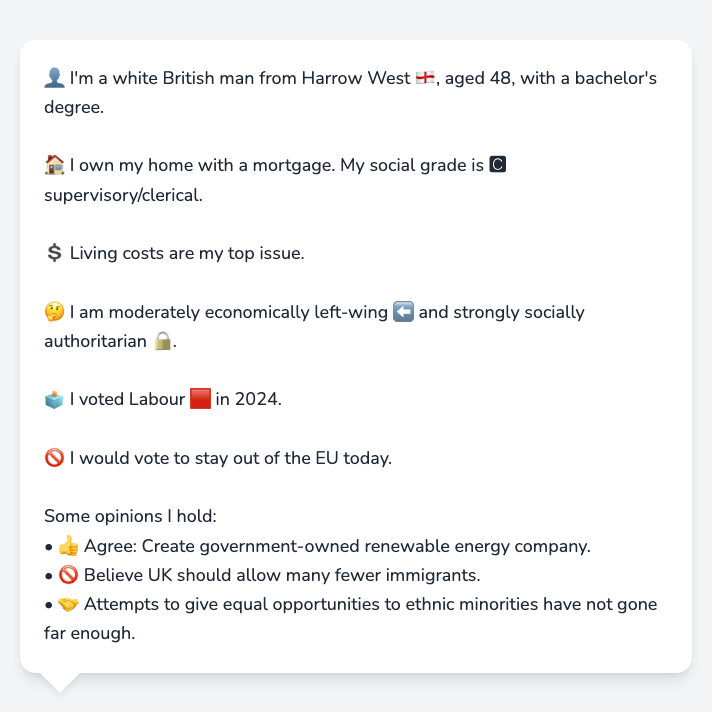 👤 I'm a white British man from Harrow West 🏴󠁧󠁢󠁥󠁮󠁧󠁿, aged 48, with a bachelor's
degree.
🏠 I own my home with a mortgage. My social grade is 🅲
supervisory/clerical.
💲 Living costs are my top issue.
🤔 I am moderately economically left-wing ⬅️ and strongly socially
authoritarian 🔒.
🗳️ I voted Labour 🟥 in 2024.
🚫 I would vote to stay out of the EU today.
Some opinions I hold:
• 👍 Agree: Create government-owned renewable energy company.
• 🚫 Believe UK should allow many fewer immigrants.
• 🤝 Attempts to give equal opportunities to ethnic minorities have not gone
far enough.